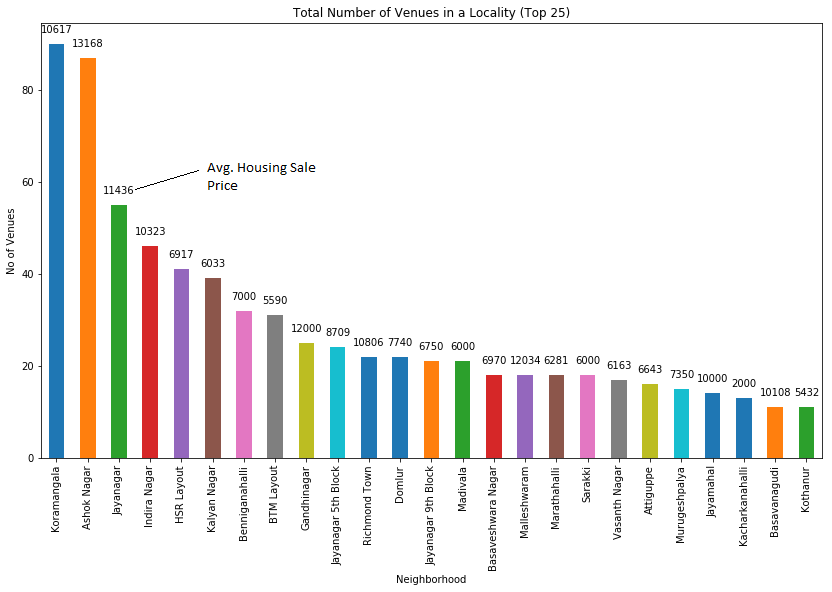 Total Number of Venues in a Locality (Top 25)
10617
13168
11436
10323
6917
6033
7000
5590
12000
8709
10806
7740
6750
6000
6970
12034
6281
6000
6163
6643
7350
10000
2000
10108
5432
Avg. Housing Sale
Price
No of Venues
80
60
40
20
0
Koramangala
Ashok Nagar
Jayanagar
Indira Nagar
HSR Layout
Kalyan Nagar
Benniganahalli
BTM Layout
Gandhinagar
Jayanagar 5th Block
Richmond Town
Domlur
Jayanagar 9th Block
Madivala
Basaveshwara Nagar
Malleshwaram
Marathahalli
Sarakki
Vasanth Nagar
Attiguppe
Murugeshpalya
Jayamahal
Kacharkanahalli
Basavanagudi
Kothanur
Neighborhood